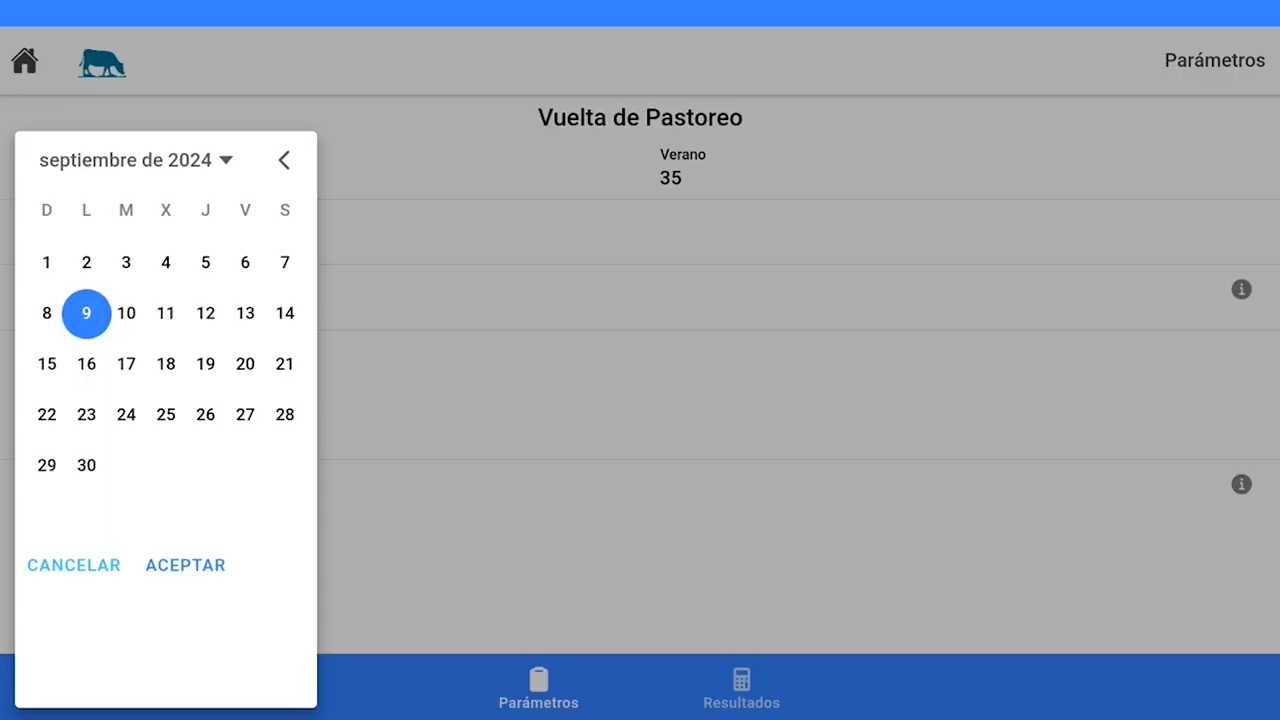 Parámetros
Vuelta de Pastoreo
Verano
35
septiembre de 2024
D L M X J V S
1 2 3 4 5 6 7
8 9 10 11 12 13 14
15 16 17 18 19 20 21
22 23 24 25 26 27 28
29 30
CANCELAR ACEPTAR
Parámetros Resultados